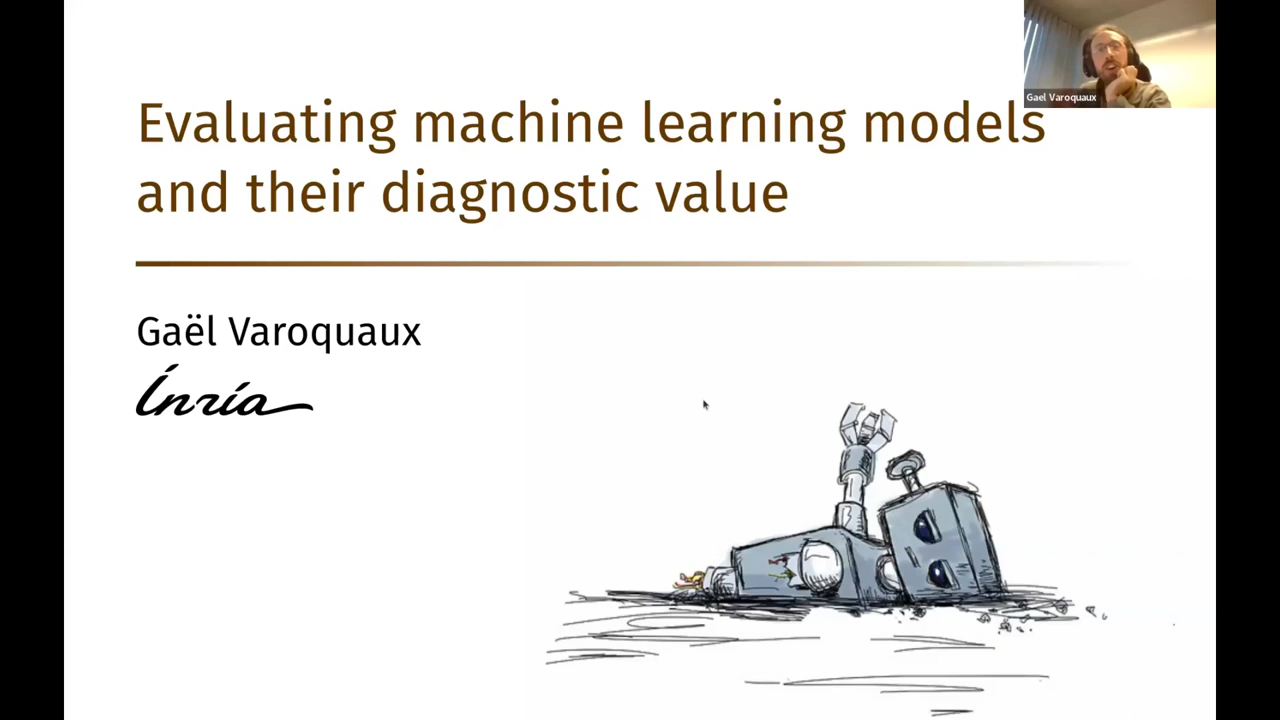 Evaluating machine learning models
and their diagnostic value
Gaël Varoquaux
Inria
Gael Varoquaux